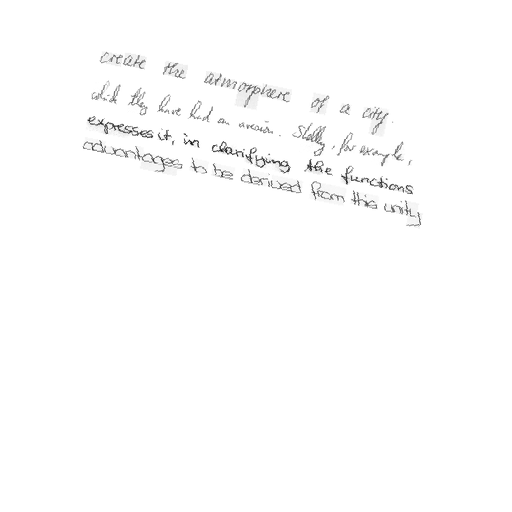 create the atmosphere of a city.
which they have had an aversion. Shelly, for example,
expresses it, in clarifying the functions
advantages to be derived from this unity